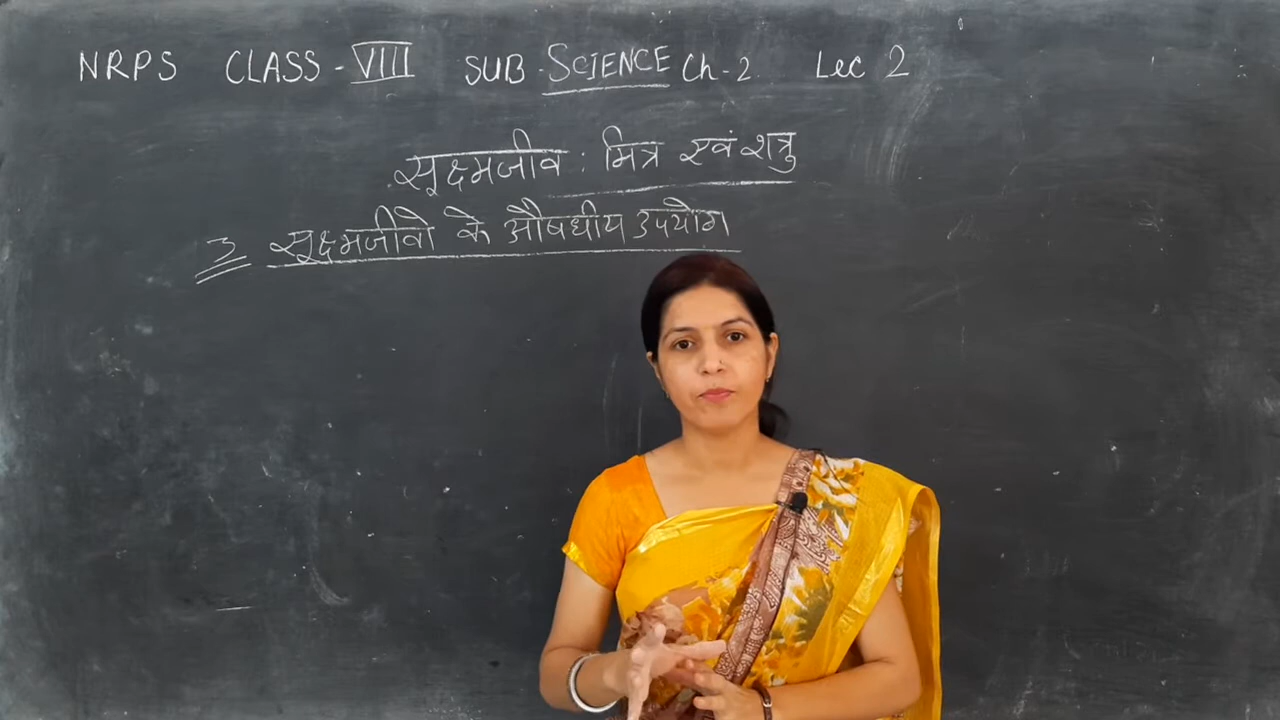 NRPS CLASS - VIII SUB - SCIENCE Ch - 2 Lec 2
सूक्ष्मजीव : मित्र एवं शत्रु
3 सूक्ष्मजीवो के औषधीय उपयोग